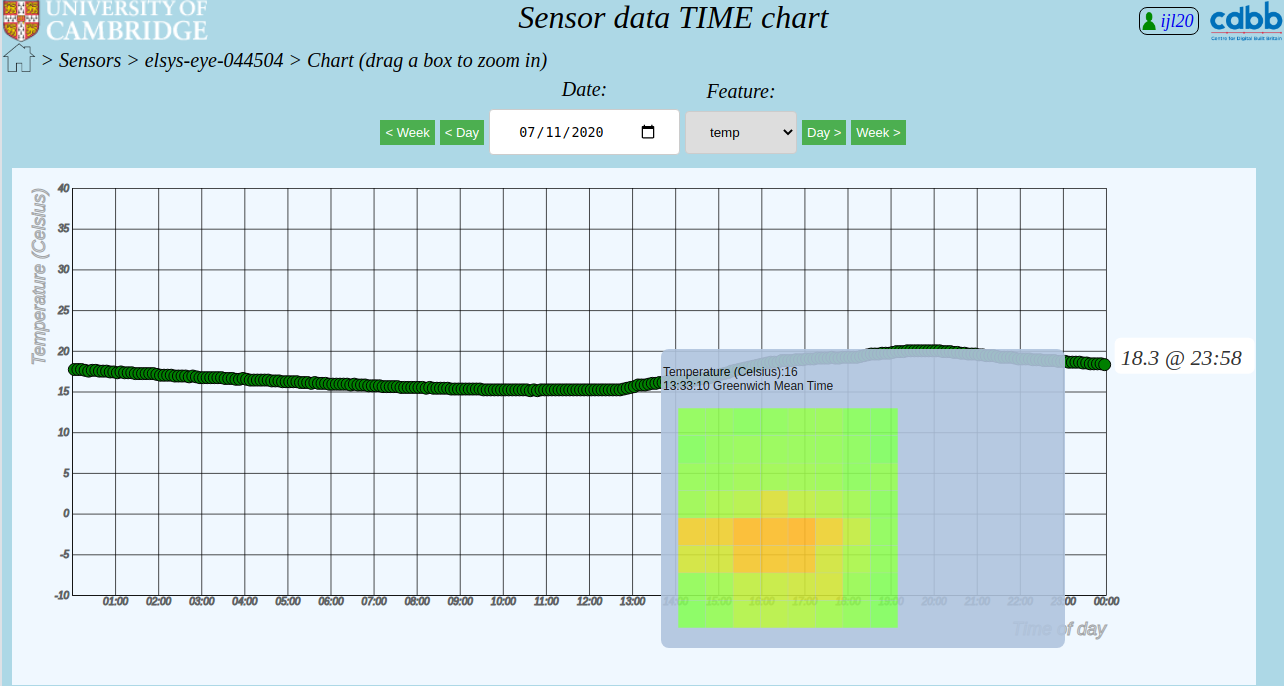 UNIVERSITY OF
CAMBRIDGE
Sensor data TIME chart
ijl20
cdbb
Centre for Digital Built Britain
> Sensors > elsys-eye-044504 > Chart (drag a box to zoom in)
Date:
Feature:
< Week
< Day
07/11/2020
temp
Day >
Week >
Temperature (Celsius)
40
35
30
25
20
15
10
5
0
-5
-10
18.3 @ 23:58
Temperature (Celsius):16
13:33:10 Greenwich Mean Time
01:00 02:00 03:00 04:00 05:00 06:00 07:00 08:00 09:00 10:00 11:00 12:00 13:00 14:00 15:00 16:00 17:00 18:00 19:00 20:00 21:00 22:00 23:00 00:00
Time of day